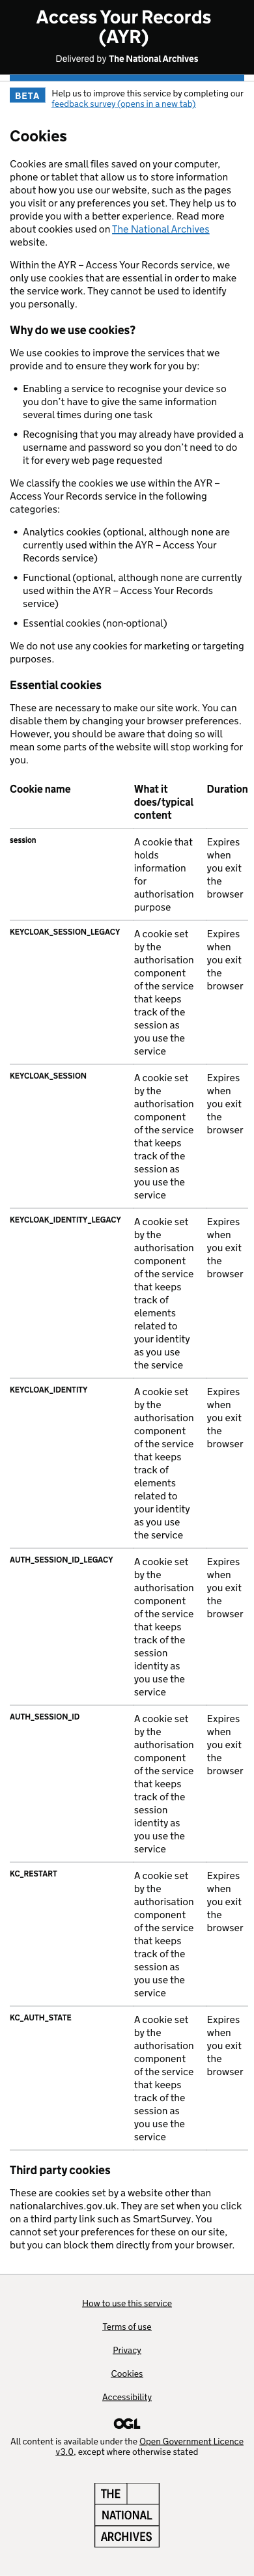 Access Your Records
(AYR)
Delivered by The National Archives
BETA
Help us to improve this service by completing our
feedback survey (opens in a new tab)
Cookies
Cookies are small files saved on your computer,
phone or tablet that allow us to store information
about how you use our website, such as the pages
you visit or any preferences you set. They help us to
provide you with a better experience. Read more
about cookies used on The National Archives
website.
Within the AYR – Access Your Records service, we
only use cookies that are essential in order to make
the service work. They cannot be used to identify
you personally.
Why do we use cookies?
We use cookies to improve the services that we
provide and to ensure they work for you by:
• Enabling a service to recognise your device so
you don't have to give the same information
several times during one task
• Recognising that you may already have provided a
username and password so you don't need to do
it for every web page requested
We classify the cookies we use within the AYR –
Access Your Records service in the following
categories:
• Analytics cookies (optional, although none are
currently used within the AYR – Access Your
Records service)
• Functional (optional, although none are currently
used within the AYR – Access Your Records
service)
• Essential cookies (non-optional)
We do not use any cookies for marketing or targeting
purposes.
Essential cookies
These are necessary to make our site work. You can
disable them by changing your browser preferences.
However, you should be aware that doing so will
mean some parts of the website will stop working for
you.
Cookie name
What it
does/typical
content
Duration
session
A cookie that
holds
information
for
authorisation
purpose
Expires
when
you exit
the
browser
KEYCLOAK_SESSION_LEGACY
A cookie set
by the
authorisation
component
of the service
that keeps
track of the
session as
you use the
service
Expires
when
you exit
the
browser
KEYCLOAK_SESSION
A cookie set
by the
authorisation
component
of the service
that keeps
track of the
session as
you use the
service
Expires
when
you exit
the
browser
KEYCLOAK_IDENTITY_LEGACY
A cookie set
by the
authorisation
component
of the service
that keeps
track of
elements
related to
your identity
as you use
the service
Expires
when
you exit
the
browser
KEYCLOAK_IDENTITY
A cookie set
by the
authorisation
component
of the service
that keeps
track of
elements
related to
your identity
as you use
the service
Expires
when
you exit
the
browser
AUTH_SESSION_ID_LEGACY
A cookie set
by the
authorisation
component
of the service
that keeps
track of the
session
identity as
you use the
service
Expires
when
you exit
the
browser
AUTH_SESSION_ID
A cookie set
by the
authorisation
component
of the service
that keeps
track of the
session
identity as
you use the
service
Expires
when
you exit
the
browser
KC_RESTART
A cookie set
by the
authorisation
component
of the service
that keeps
track of the
session as
you use the
service
Expires
when
you exit
the
browser
KC_AUTH_STATE
A cookie set
by the
authorisation
component
of the service
that keeps
track of the
session as
you use the
service
Expires
when
you exit
the
browser
Third party cookies
These are cookies set by a website other than
nationalarchives.gov.uk. They are set when you click
on a third party link such as SmartSurvey. You
cannot set your preferences for these on our site,
but you can block them directly from your browser.
How to use this service
Terms of use
Privacy
Cookies
Accessibility
OGL
All content is available under the Open Government Licence
v3.0, except where otherwise stated
THE
NATIONAL
ARCHIVES